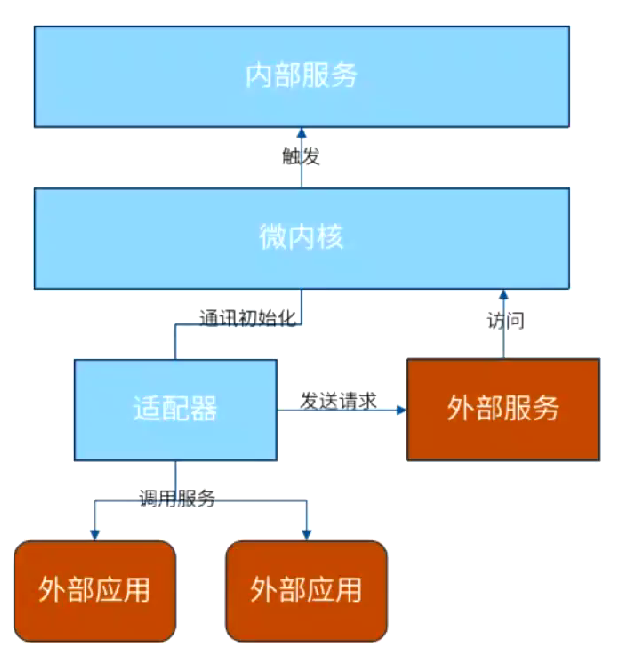 内部服务
触发
微内核
通讯初始化
访问
适配器
发送请求
外部服务
调用服务
外部应用
外部应用